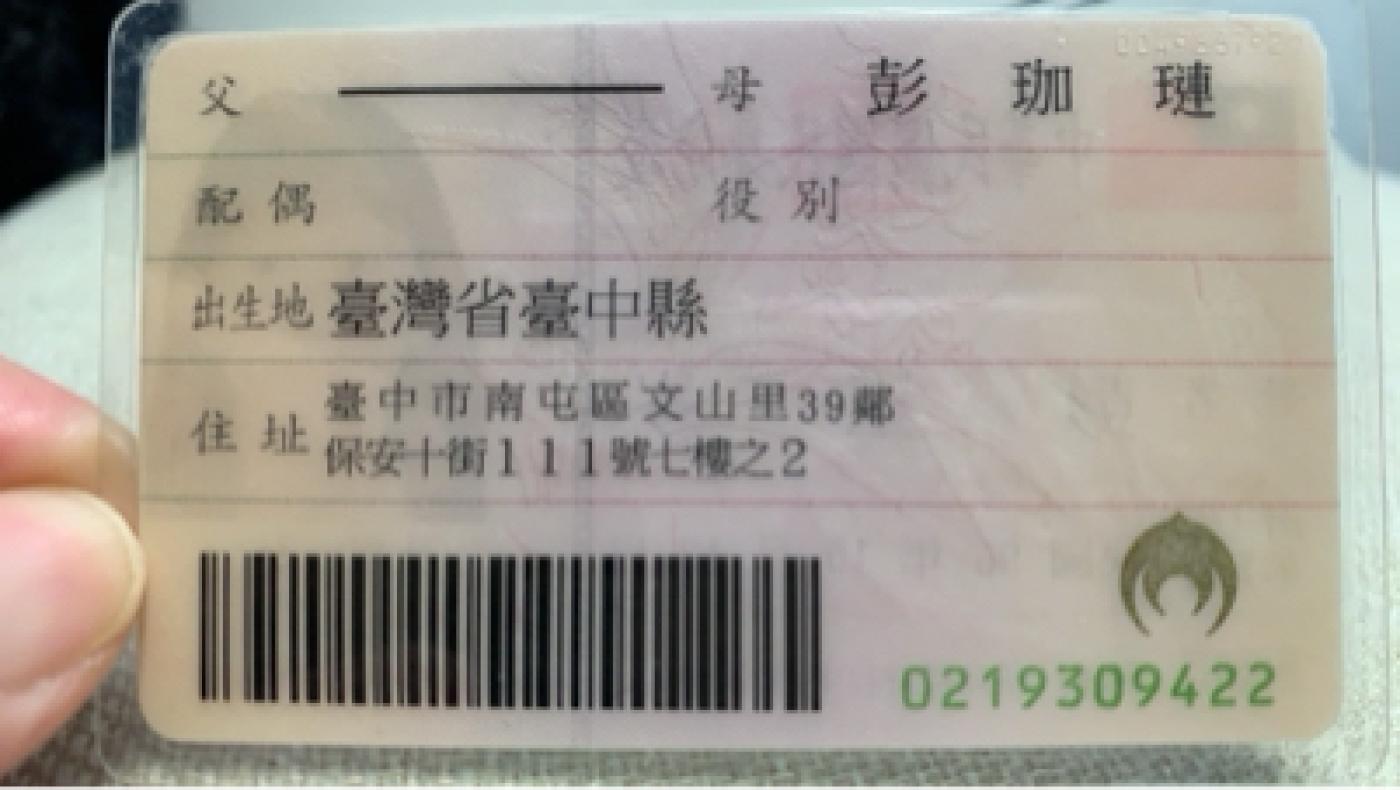 父 母 彭珈璉
配偶 役別
出生地 臺灣省臺中縣
住址 臺中市南屯區文山里39鄰
保安十街111號七樓之2
0219309422